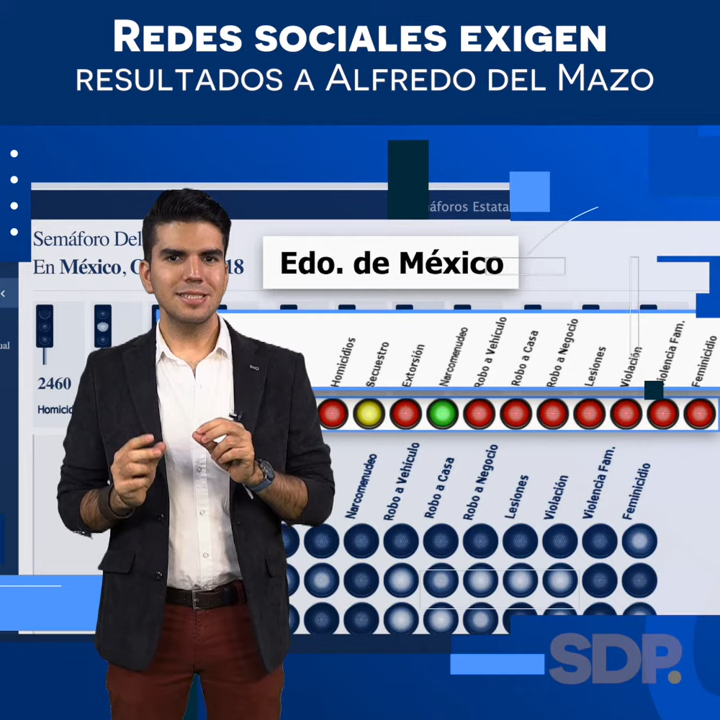 REDES SOCIALES EXIGEN
RESULTADOS A ALFREDO DEL MAZO
Estata
Semáforo Del
En México, 18
Edo. de México
2460
Homicidios
Secuestro
Extorsión
Narcomenudeo
Robo a Vehículo
Robo a Casa
Robo a Negocio
Lesiones
Violación
Violencia Fam.
Feminicidio
Narcomenudeo
Robo a Vehículo
Robo a Casa
Robo a Negocio
Lesiones
Violación
Violencia Fam.
Feminicidio
SDP.